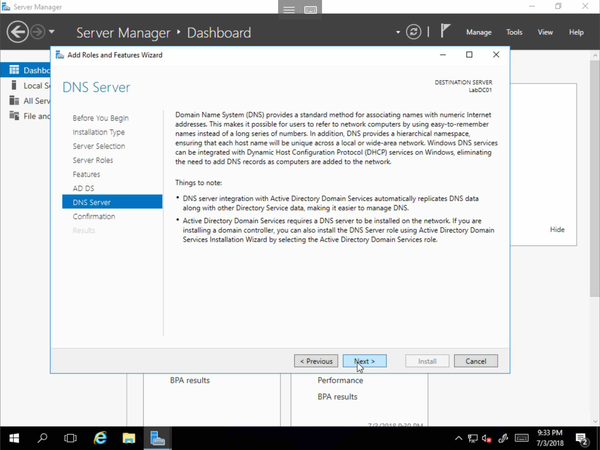 Server Manager
Server Manager • Dashboard
Manage Tools View Help
Dashbo
Local Se
All Serv
File and
Add Roles and Features Wizard
DNS Server
DESTINATION SERVER
LabDC01
Before You Begin
Installation Type
Server Selection
Server Roles
Features
AD DS
DNS Server
Confirmation
Results
Domain Name System (DNS) provides a standard method for associating names with numeric Internet
addresses. This makes it possible for users to refer to network computers by using easy-to-remember
names instead of a long series of numbers. In addition, DNS provides a hierarchical namespace,
ensuring that each host name will be unique across a local or wide-area network. Windows DNS services
can be integrated with Dynamic Host Configuration Protocol (DHCP) services on Windows, eliminating
the need to add DNS records as computers are added to the network.
Things to note:
• DNS server integration with Active Directory Domain Services automatically replicates DNS data
along with other Directory Service data, making it easier to manage DNS.
• Active Directory Domain Services requires a DNS server to be installed on the network. If you are
installing a domain controller, you can also install the DNS Server role using Active Directory Domain
Services Installation Wizard by selecting the Active Directory Domain Services role.
Hide
< Previous Next > Install Cancel
BPA results
Performance
BPA results
7/3/2018 9:30 PM
9:33 PM
7/3/2018
2